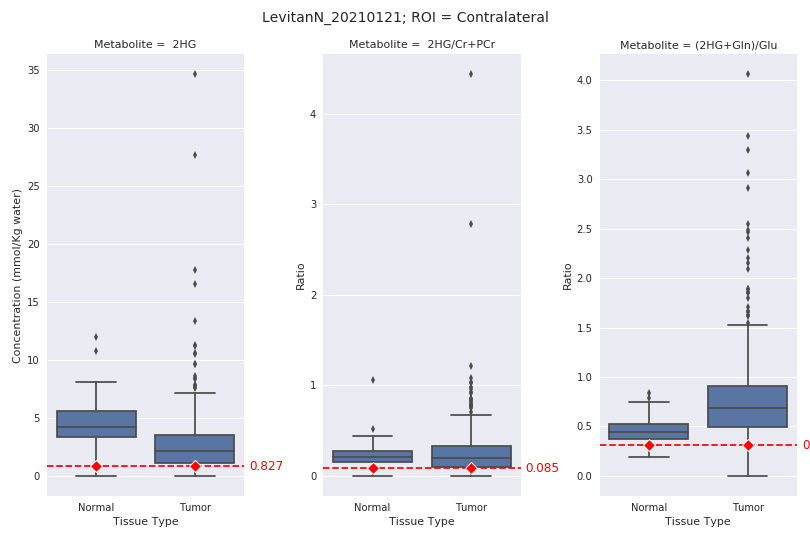 LevitanN_20210121; ROI = Contralateral
Metabolite =  2HG
Concentration (mmol/Kg water)
35
30
25
20
15
10
5
0
0.827
Normal
Tumor
Tissue Type
Metabolite =  2HG/Cr+PCr
Ratio
4
3
2
1
0
0.085
Normal
Tumor
Tissue Type
Metabolite = (2HG+Gln)/Glu
Ratio
4.0
3.5
3.0
2.5
2.0
1.5
1.0
0.5
0.0
0
Normal
Tumor
Tissue Type